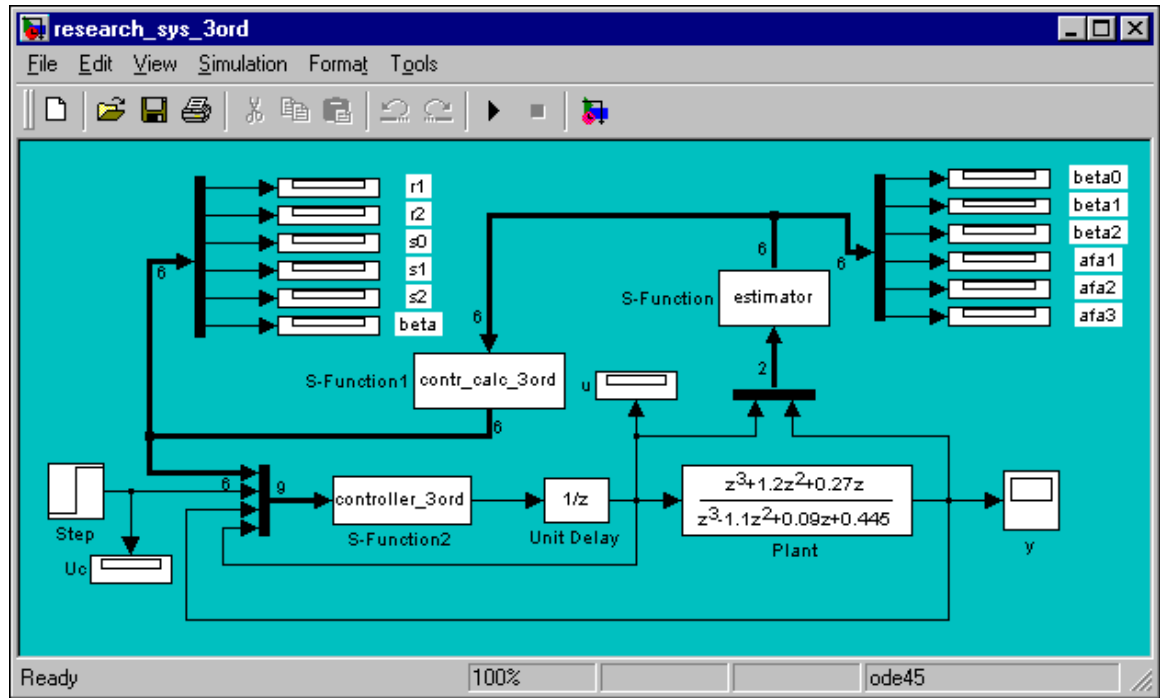 research_sys_3ord
File Edit View Simulation Format Tools
r1
r2
s0
s1
s2
beta
6
beta0
beta1
beta2
afa1
afa2
afa3
6
6
S-Function
estimator
2
6
S-Function1
contr_calc_3ord
6
u
Step
Uc
6
9
controller_3ord
S-Function2
1/z
Unit Delay
z3+1.2z2+0.27z
z3-1.1z2+0.09z+0.445
Plant
y
Ready
100%
ode45